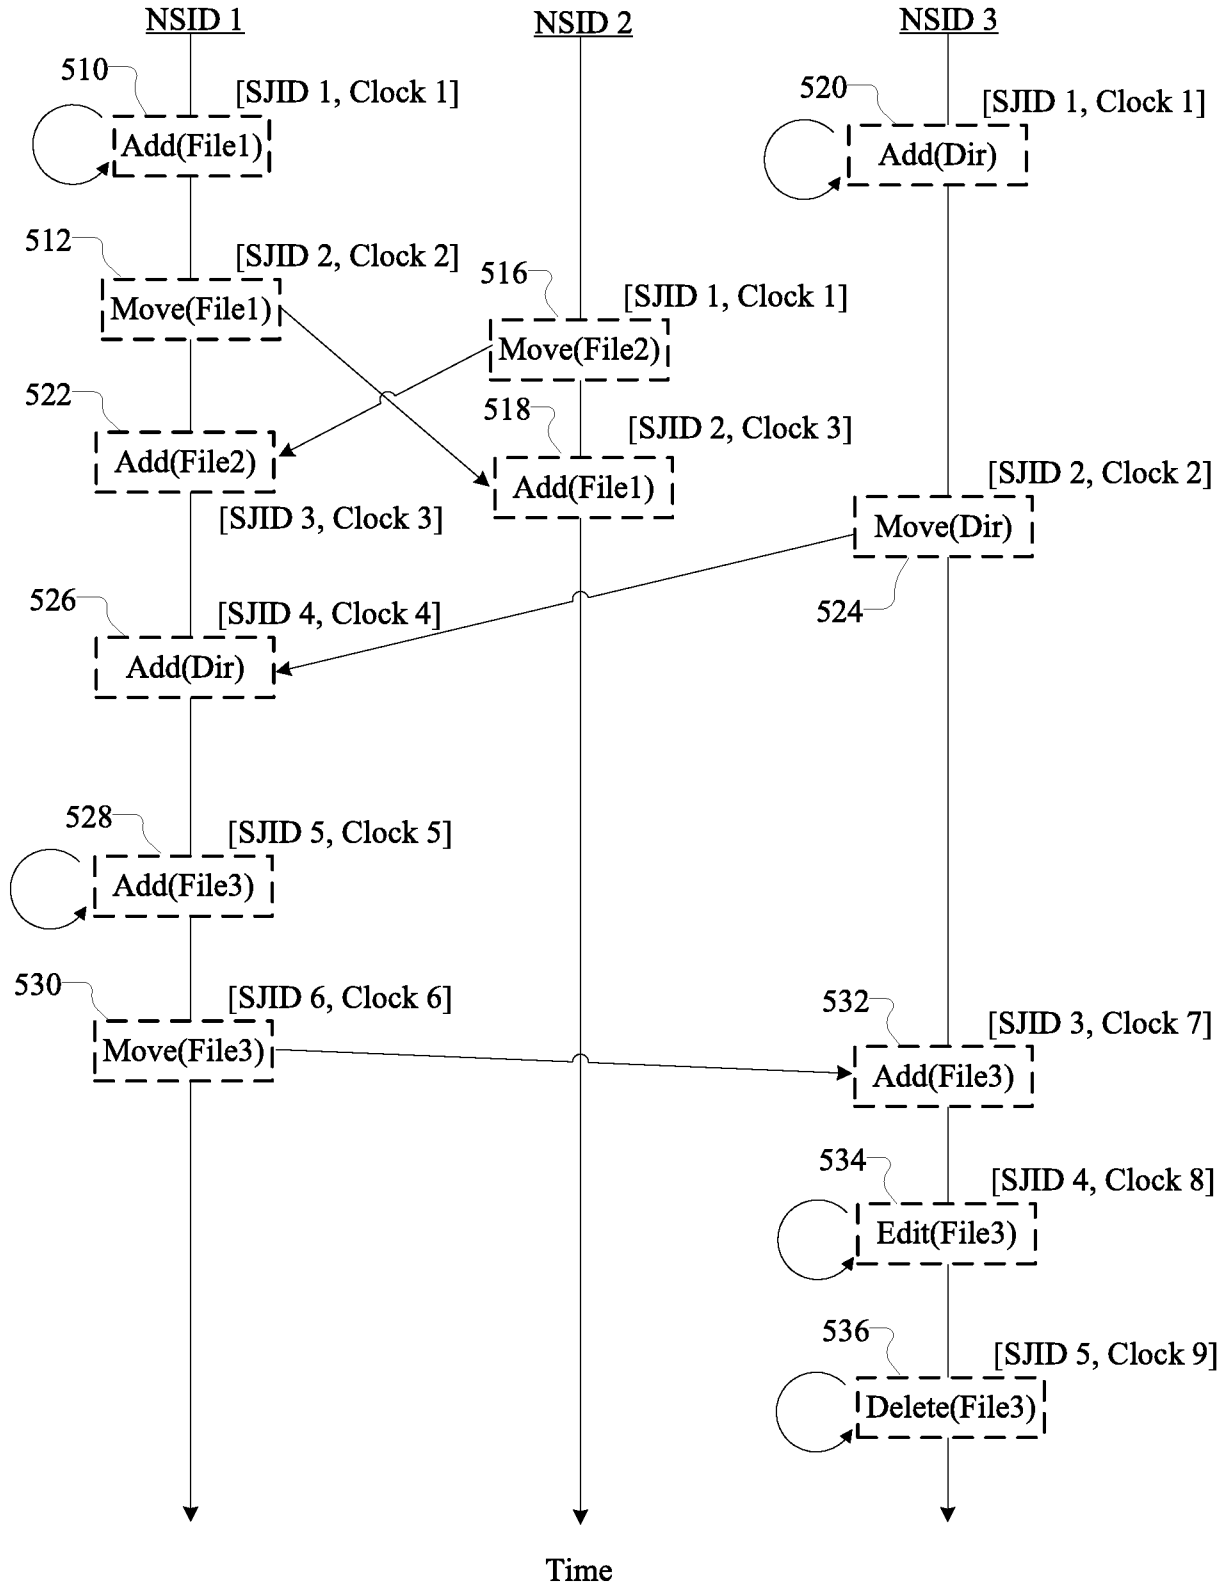 NSID 1
NSID 2
NSID 3
510
[SJID 1, Clock 1]
Add(File1)
520
[SJID 1, Clock 1]
Add(Dir)
512
[SJID 2, Clock 2]
Move(File1)
516
[SJID 1, Clock 1]
Move(File2)
522
Add(File2)
[SJID 3, Clock 3]
518
[SJID 2, Clock 3]
Add(File1)
[SJID 2, Clock 2]
Move(Dir)
524
526
[SJID 4, Clock 4]
Add(Dir)
528
[SJID 5, Clock 5]
Add(File3)
530
[SJID 6, Clock 6]
Move(File3)
532
[SJID 3, Clock 7]
Add(File3)
534
[SJID 4, Clock 8]
Edit(File3)
536
[SJID 5, Clock 9]
Delete(File3)
Time